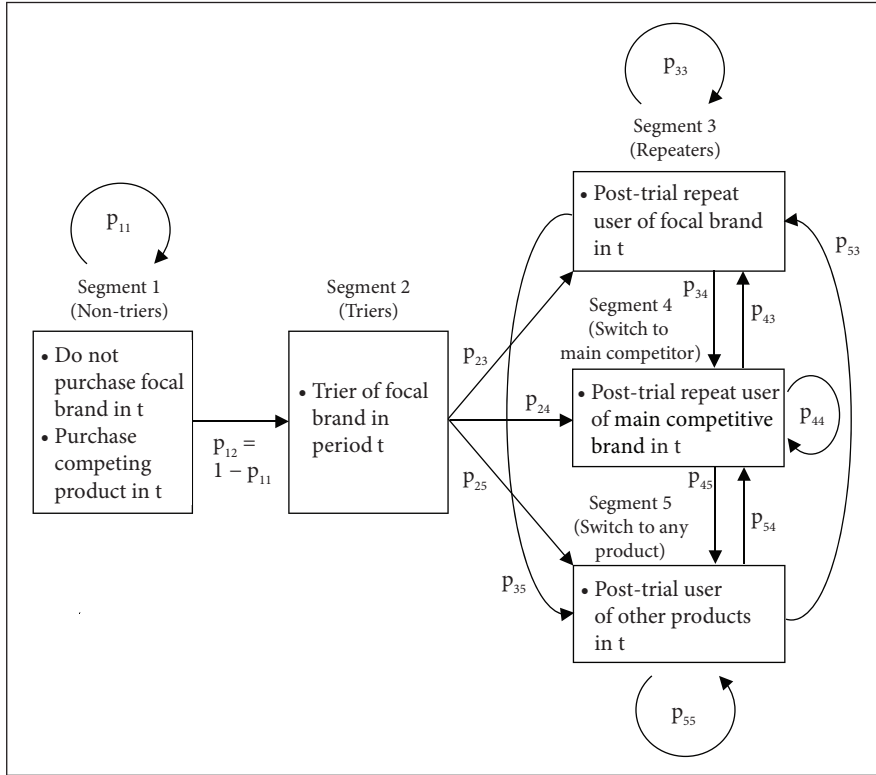 p₃₃
Segment 3
(Repeaters)
• Post-trial repeat
user of focal brand
in t
p₁₁
Segment 1
(Non-triers)
• Do not
purchase focal
brand in t
• Purchase
competing
product in t
p₁₂ =
1 − p₁₁
Segment 2
(Triers)
• Trier of focal
brand in
period t
p₂₃
p₂₄
p₂₅
p₃₄
p₄₃
p₅₃
Segment 4
(Switch to
main competitor)
• Post-trial repeat user
of main competitive
brand in t
p₄₄
p₄₅
p₅₄
Segment 5
(Switch to any
product)
p₃₅
• Post-trial user
of other products
in t
p₅₅